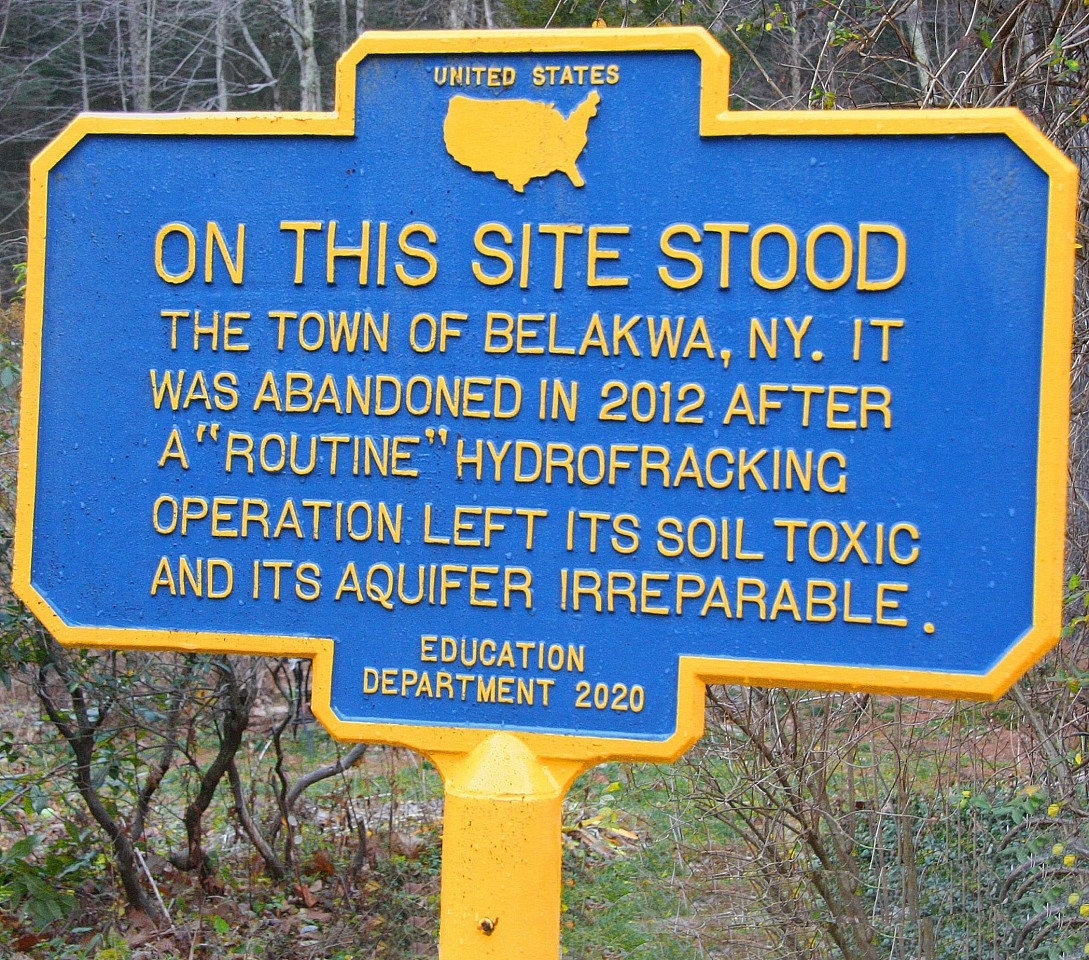 UNITED STATES
ON THIS SITE STOOD
THE TOWN OF BELAKWA, NY. IT
WAS ABANDONED IN 2012 AFTER
A "ROUTINE" HYDROFRACKING
OPERATION LEFT ITS SOIL TOXIC
AND ITS AQUIFER IRREPARABLE.
EDUCATION
DEPARTMENT 2020